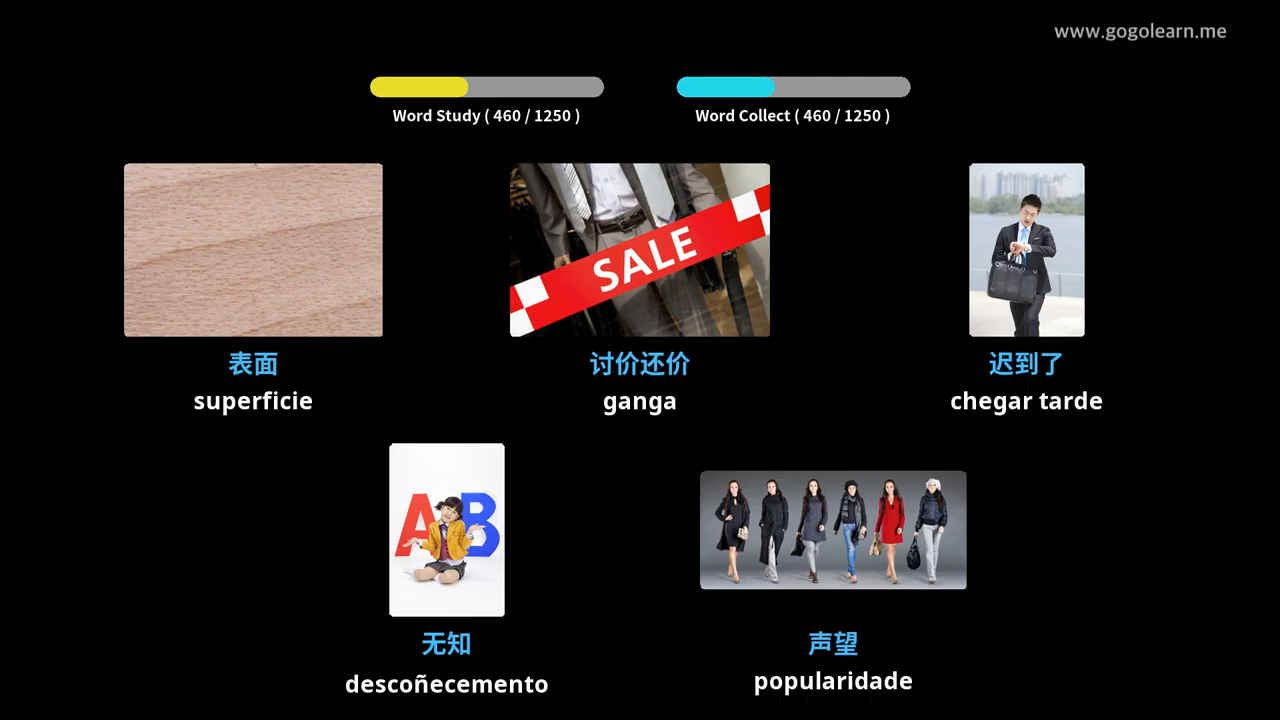 www.gogolearn.me
Word Study ( 460 / 1250 )
Word Collect ( 460 / 1250 )
SALE
表面
superficie
讨价还价
ganga
迟到了
chegar tarde
A B
无知
descoñecemento
声望
popularidade